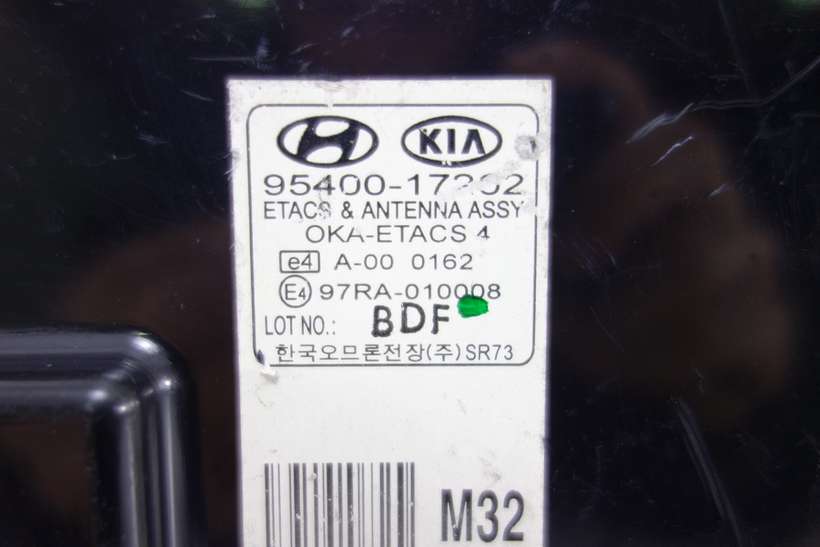 KIA
ETACS & ANTENNA ASSY
OKA-ETACS 4
e4 A-00 0162
E4 97RA-010008
LOT NO.: BDF
한국오므론전장(주)SR73
M32